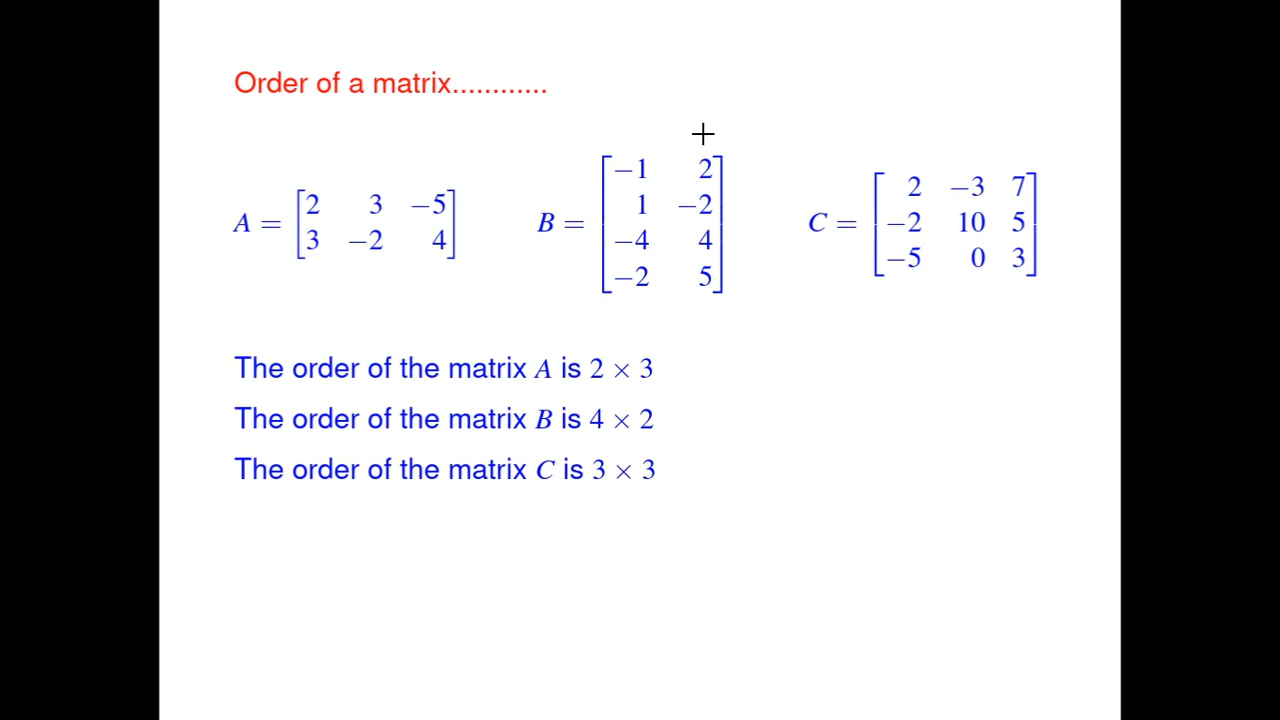 Order of a matrix............
A = [2 3 −5
3 −2 4]
B = [−1 2
1 −2
−4 4
−2 5]
C = [2 −3 7
−2 10 5
−5 0 3]
The order of the matrix A is 2 × 3
The order of the matrix B is 4 × 2
The order of the matrix C is 3 × 3